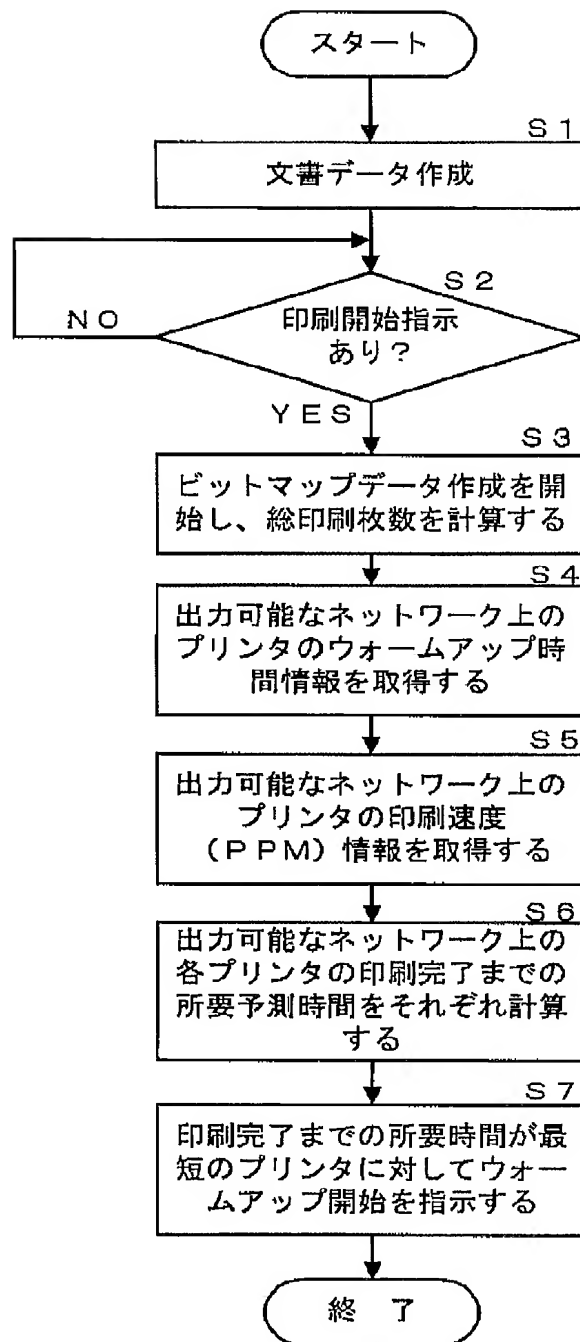 スタート
S1
文書データ作成
S2
印刷開始指示
あり?
NO
YES
S3
ビットマップデータ作成を開
始し、総印刷枚数を計算する
S4
出力可能なネットワーク上の
プリンタのウォームアップ時
間情報を取得する
S5
出力可能なネットワーク上の
プリンタの印刷速度
(PPM)情報を取得する
S6
出力可能なネットワーク上の
各プリンタの印刷完了までの
所要予測時間をそれぞれ計算
する
S7
印刷完了までの所要時間が最
短のプリンタに対してウォー
ムアップ開始を指示する
終 了